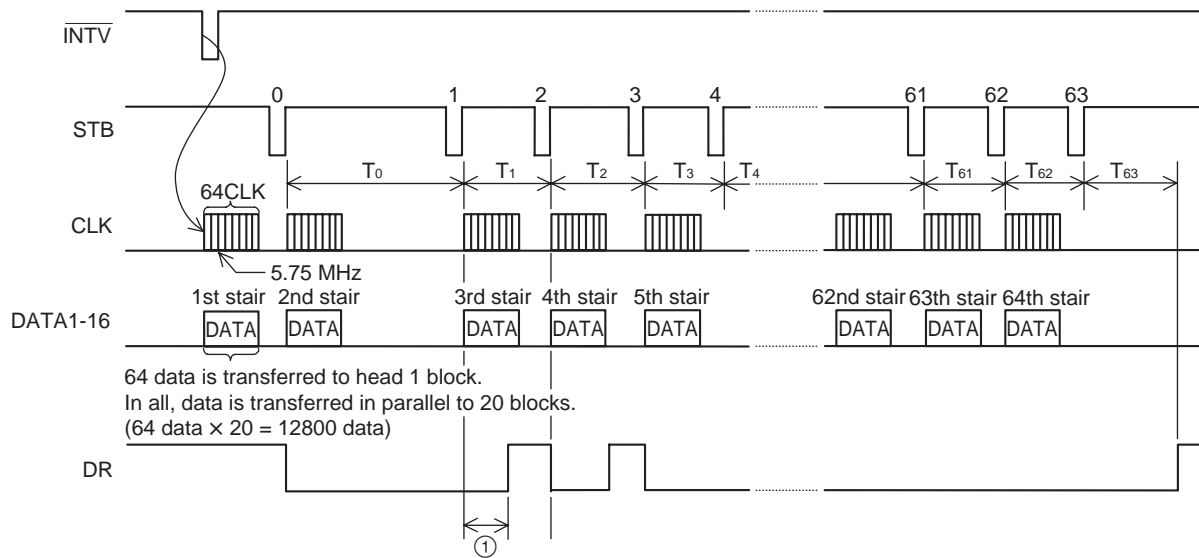 INTV
0 1 2 3 4 61 62 63
STB
T0 T1 T2 T3 T4 T61 T62 T63
64CLK
CLK
5.75 MHz
1st stair 2nd stair 3rd stair 4th stair 5th stair 62nd stair 63th stair 64th stair
DATA1-16
DATA DATA DATA DATA DATA DATA DATA DATA
64 data is transferred to head 1 block.
In all, data is transferred in parallel to 20 blocks.
(64 data × 20 = 12800 data)
DR
①